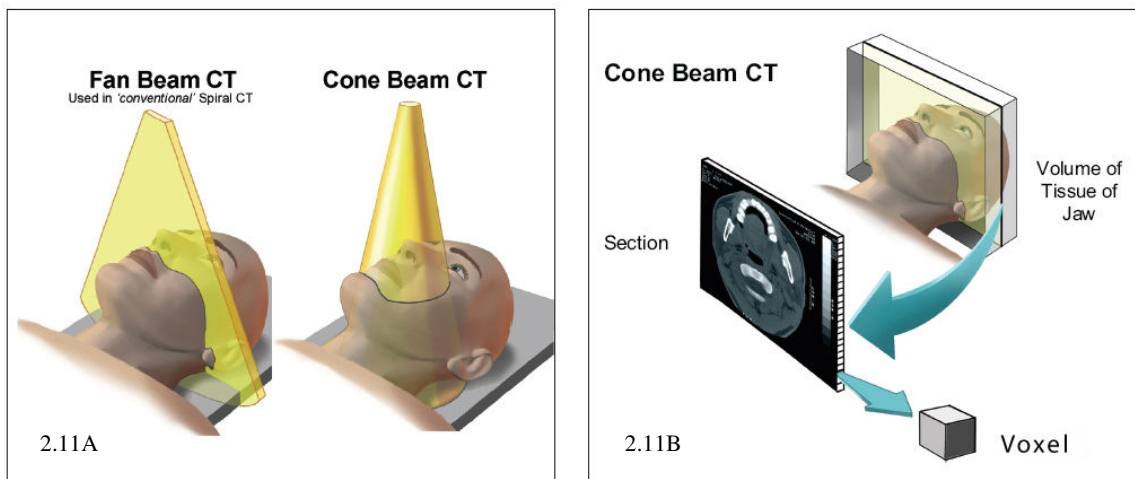 Fan Beam CT
Used in 'conventional' Spiral CT
Cone Beam CT
2.11A
Cone Beam CT
Volume of
Tissue of
Jaw
Section
Voxel
2.11B